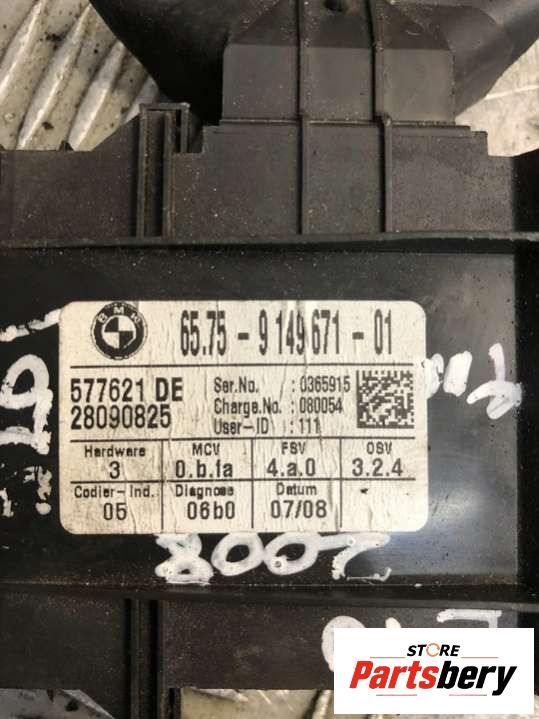 BMW
65.75 - 9 149 671 - 01
577621 DE
28090825
Ser.No. : 0365915
Charge.No. : 080054
User-ID : 111
Hardware MCV FSV OSV
3 0.b.fa 4.a.0 3.2.4
Codier-Ind. Diagnose Datum
05 06b0 07/08
2008
STORE
Partsbery